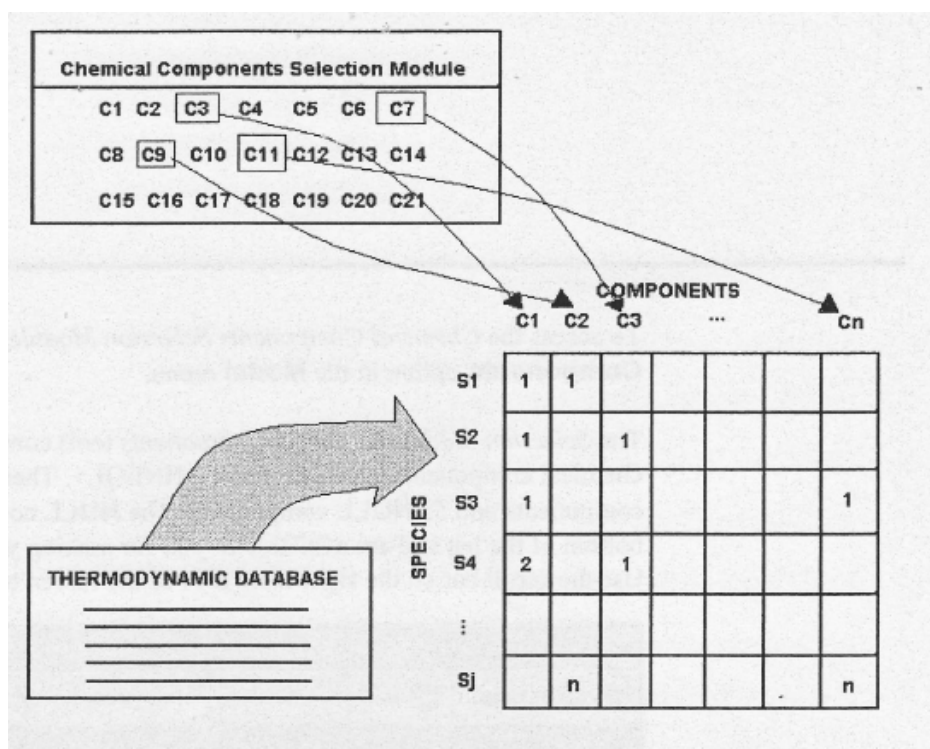 Chemical Components Selection Module
C1 C2 C3 C4 C5 C6 C7
C8 C9 C10 C11 C12 C13 C14
C15 C16 C17 C18 C19 C20 C21
COMPONENTS
C1 C2 C3 ... Cn
S1 1 1
S2 1 1
S3 1 1
S4 2 1
⋮
Sj n n
SPECIES
THERMODYNAMIC DATABASE